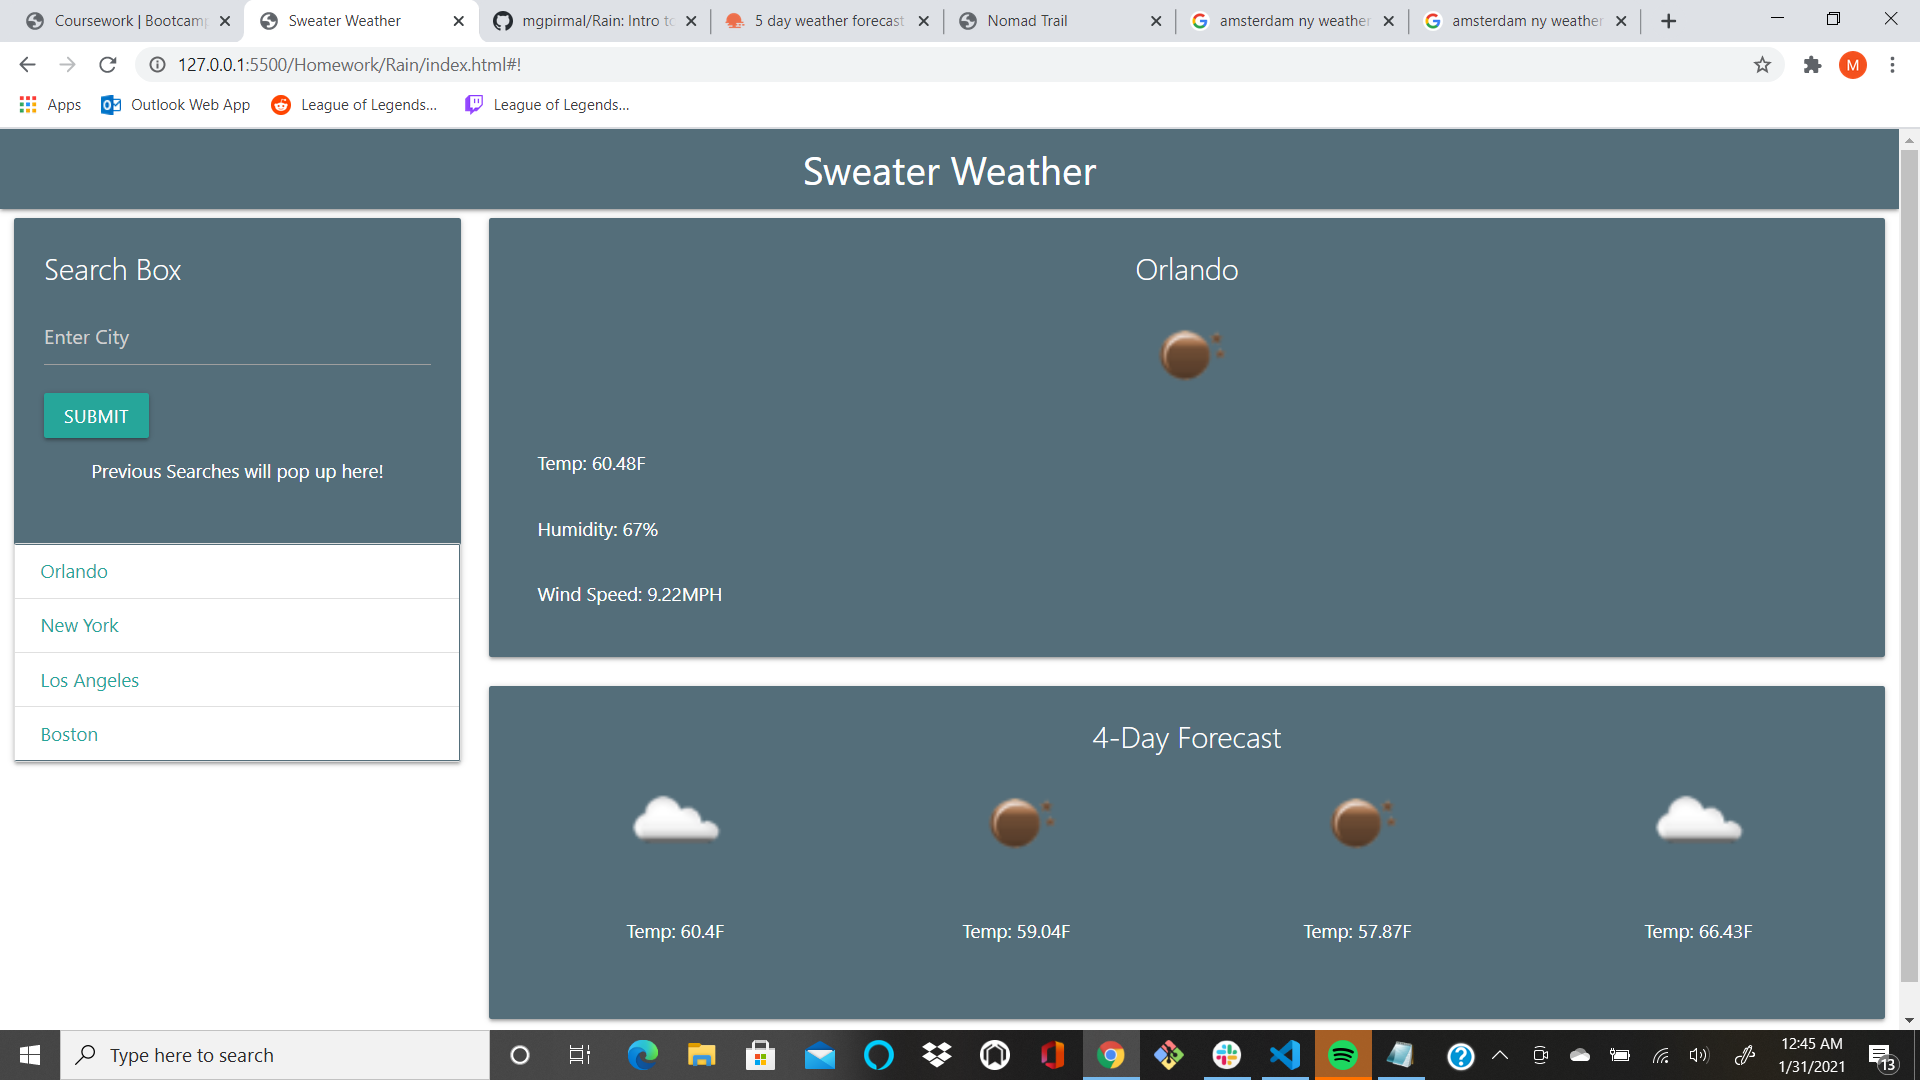 Coursework | Bootcamp
Sweater Weather
mgpirmal/Rain: Intro to
5 day weather forecast
Nomad Trail
amsterdam ny weather
amsterdam ny weather
127.0.0.1:5500/Homework/Rain/index.html#!
M
Apps
Outlook Web App
League of Legends...
League of Legends...
Sweater Weather
Search Box
Enter City
SUBMIT
Previous Searches will pop up here!
Orlando
New York
Los Angeles
Boston
Orlando
Temp: 60.48F
Humidity: 67%
Wind Speed: 9.22MPH
4-Day Forecast
Temp: 60.4F
Temp: 59.04F
Temp: 57.87F
Temp: 66.43F
Type here to search
12:45 AM
1/31/2021
13